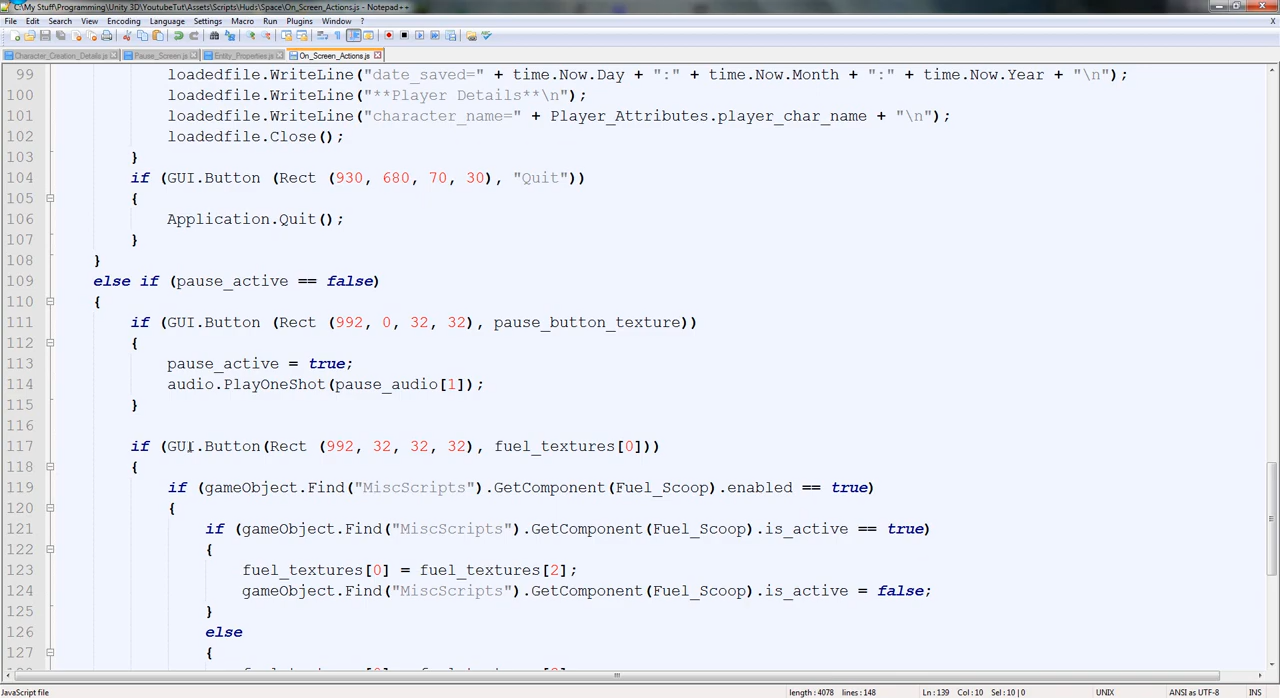 C:\My Stuff\Programming\Unity 3D\YoutubeTut\Assets\Scripts\Huds\Space\On_Screen_Actions.js - Notepad++
File Edit Search View Encoding Language Settings Macro Run Plugins Window ?
Character_Creation_Details.js Pause_Screen.js Entity_Properties.js On_Screen_Actions.js
99 loadedfile.WriteLine("date_saved=" + time.Now.Day + ":" + time.Now.Month + ":" + time.Now.Year + "\n");
100 loadedfile.WriteLine("**Player Details**\n");
101 loadedfile.WriteLine("character_name=" + Player_Attributes.player_char_name + "\n");
102 loadedfile.Close();
103 }
104 if (GUI.Button (Rect (930, 680, 70, 30), "Quit"))
105 {
106 Application.Quit();
107 }
108 }
109 else if (pause_active == false)
110 {
111 if (GUI.Button (Rect (992, 0, 32, 32), pause_button_texture))
112 {
113 pause_active = true;
114 audio.PlayOneShot(pause_audio[1]);
115 }
116
117 if (GUI.Button(Rect (992, 32, 32, 32), fuel_textures[0]))
118 {
119 if (gameObject.Find("MiscScripts").GetComponent(Fuel_Scoop).enabled == true)
120 {
121 if (gameObject.Find("MiscScripts").GetComponent(Fuel_Scoop).is_active == true)
122 {
123 fuel_textures[0] = fuel_textures[2];
124 gameObject.Find("MiscScripts").GetComponent(Fuel_Scoop).is_active = false;
125 }
126 else
127 {
JavaScript file length : 4078 lines : 148 Ln : 139 Col : 10 Sel : 10 | 0 UNIX ANSI as UTF-8 INS